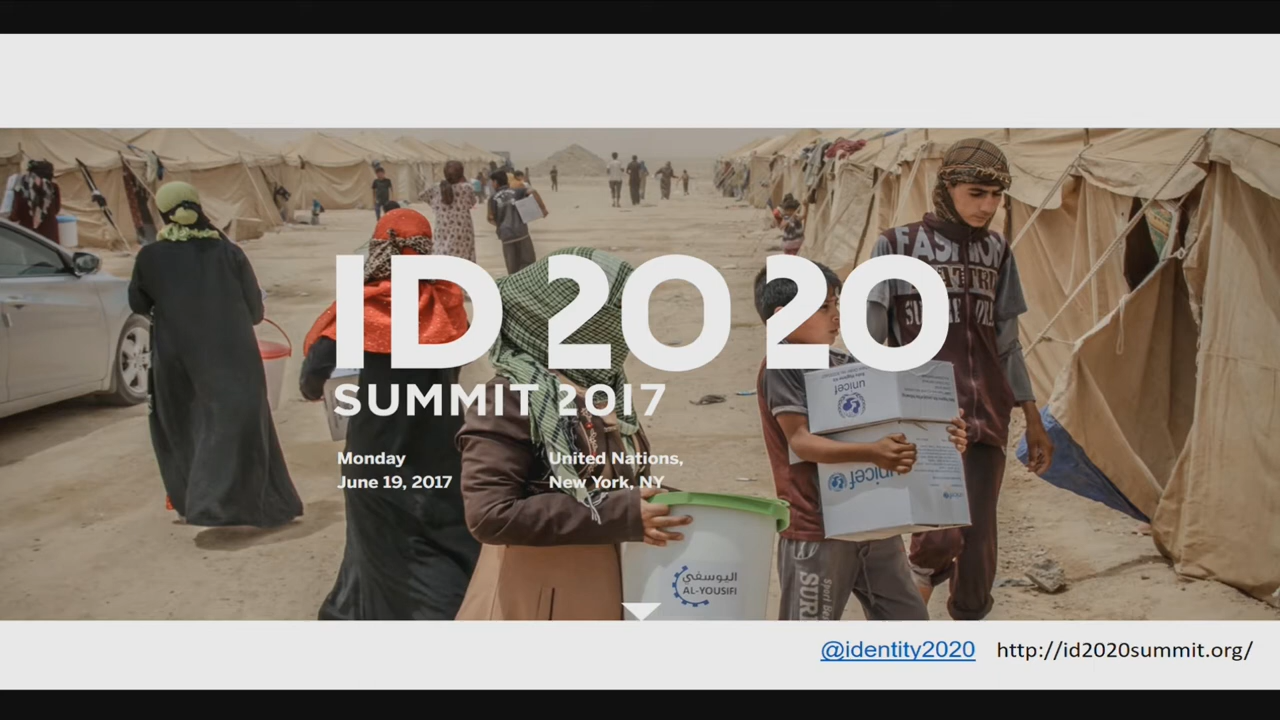 ID2020
SUMMIT 2017
Monday
June 19, 2017
United Nations,
New York, NY
FASHION
unicef
unicef
اليوسفي
AL-YOUSIFI
@identity2020
http://id2020summit.org/